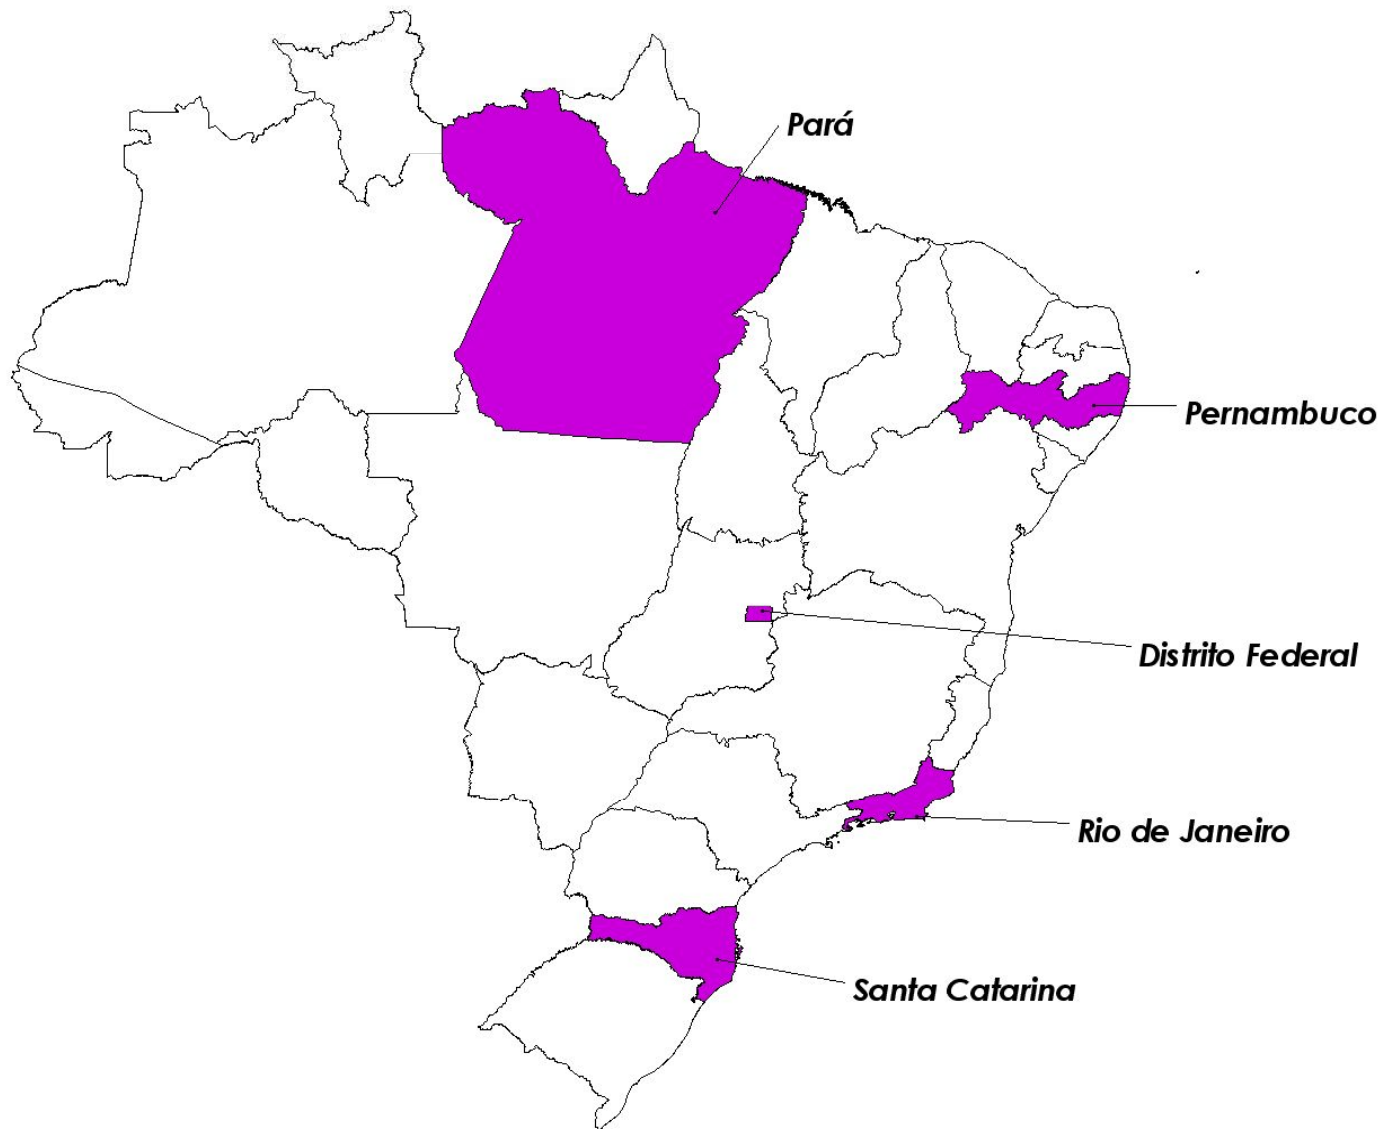 Pará
Pernambuco
Distrito Federal
Rio de Janeiro
Santa Catarina